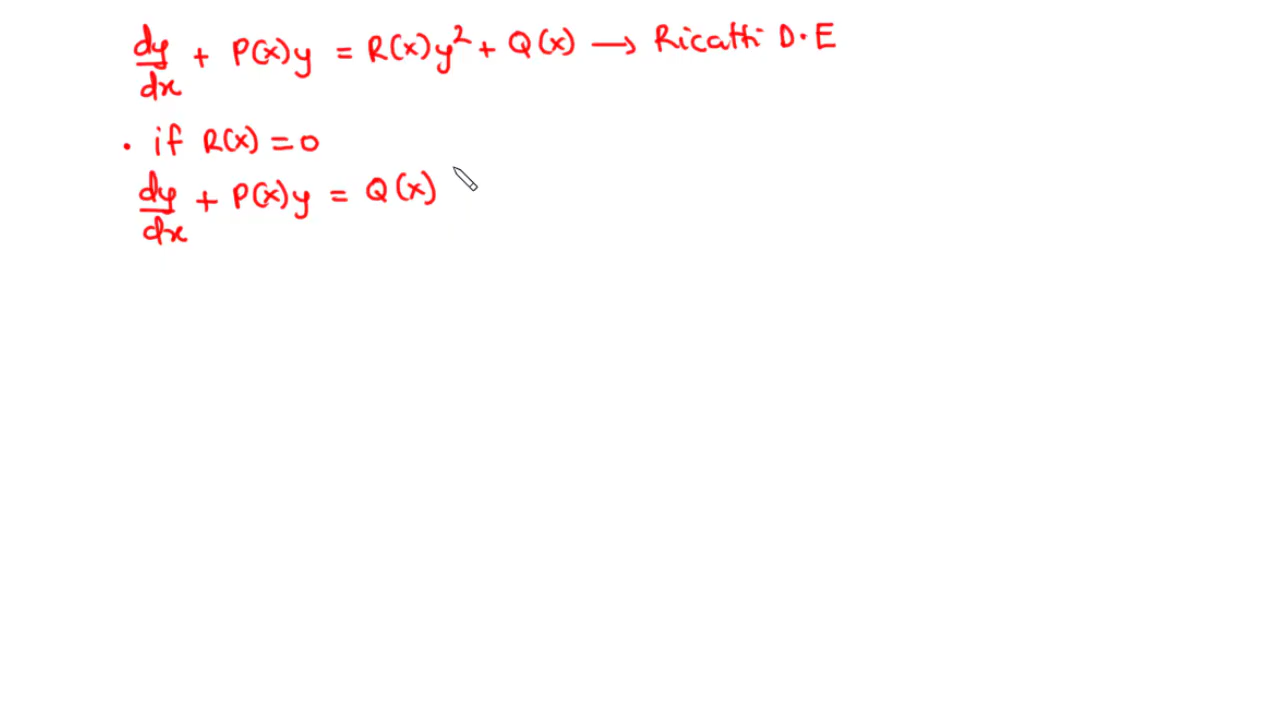 dy/dx + P(x)y = R(x)y² + Q(x) → Ricatti D.E
• if R(x) = 0
dy/dx + P(x)y = Q(x)